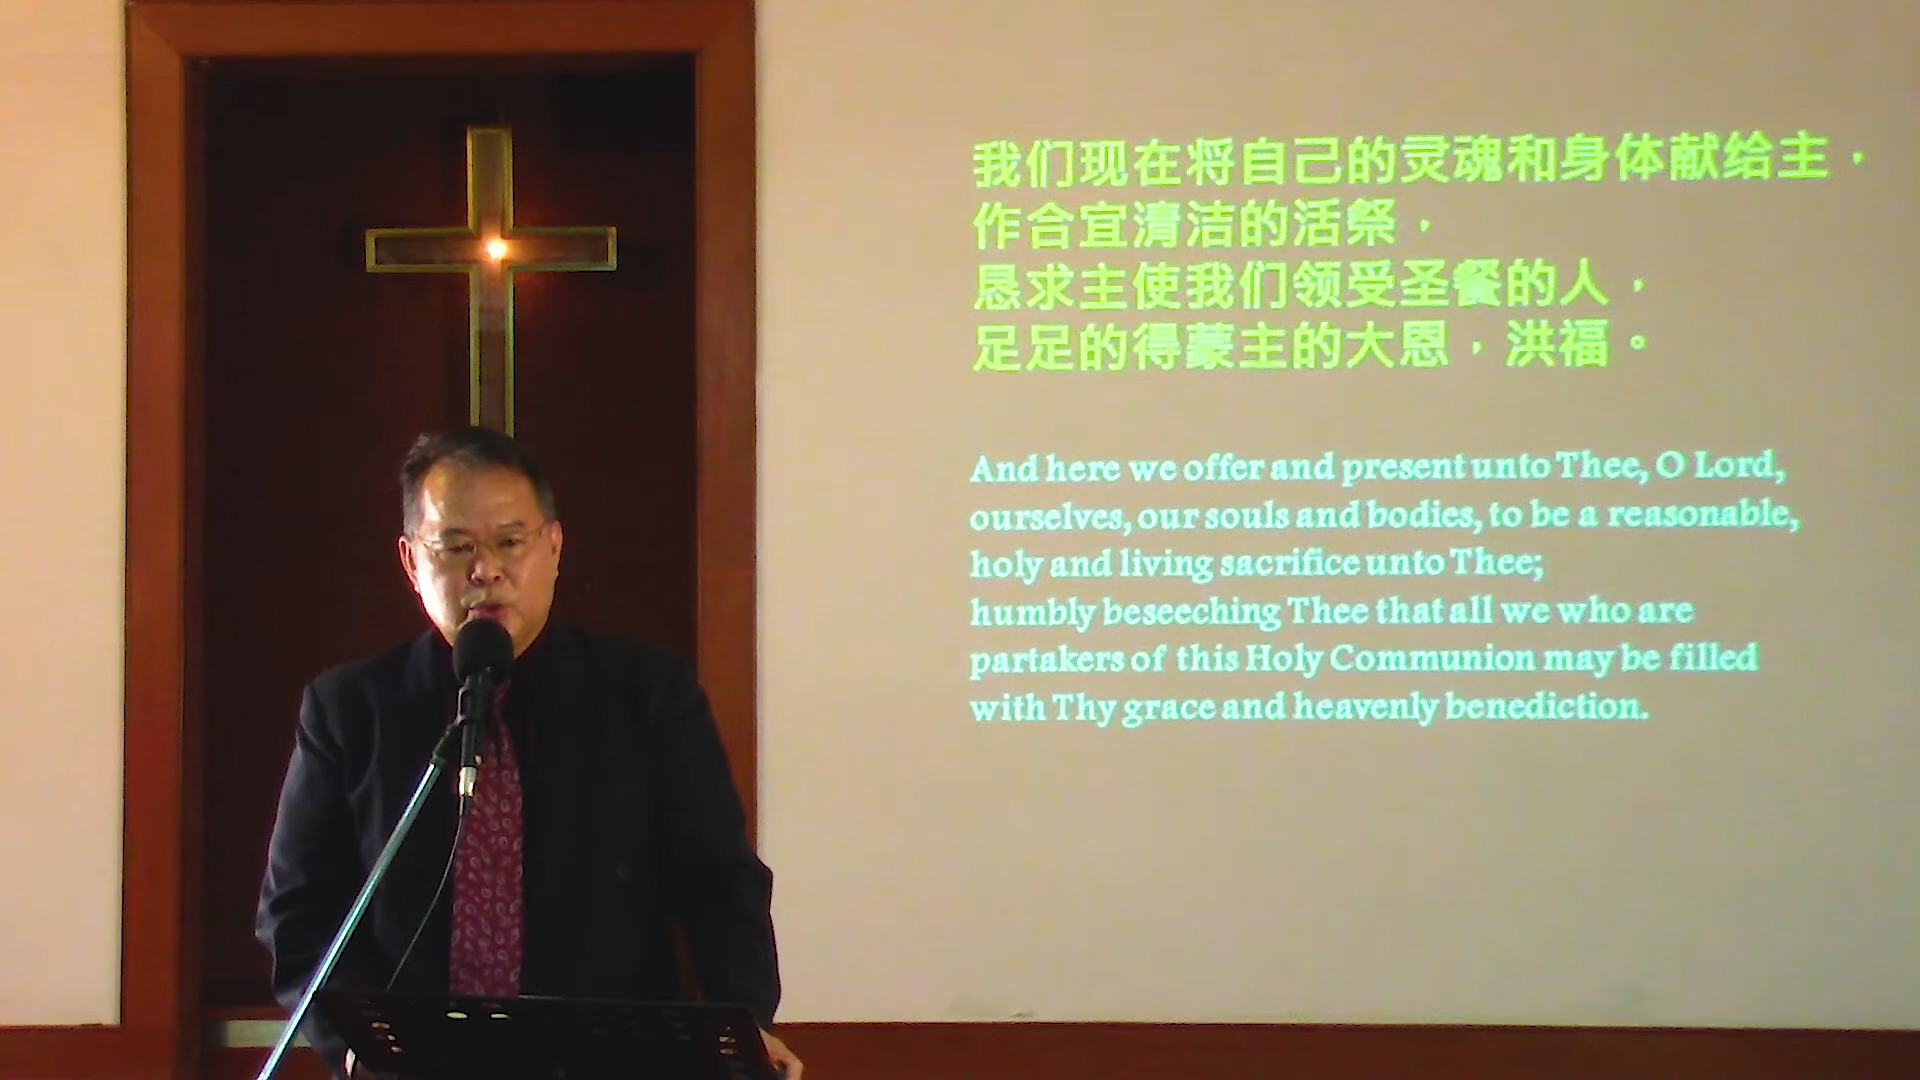 我们现在将自己的灵魂和身体献给主，
作合宜清洁的活祭，
恳求主使我们领受圣餐的人，
足足的得蒙主的大恩，洪福。
And here we offer and present unto Thee, O Lord,
ourselves, our souls and bodies, to be a reasonable,
holy and living sacrifice unto Thee;
humbly beseeching Thee that all we who are
partakers of this Holy Communion may be filled
with Thy grace and heavenly benediction.